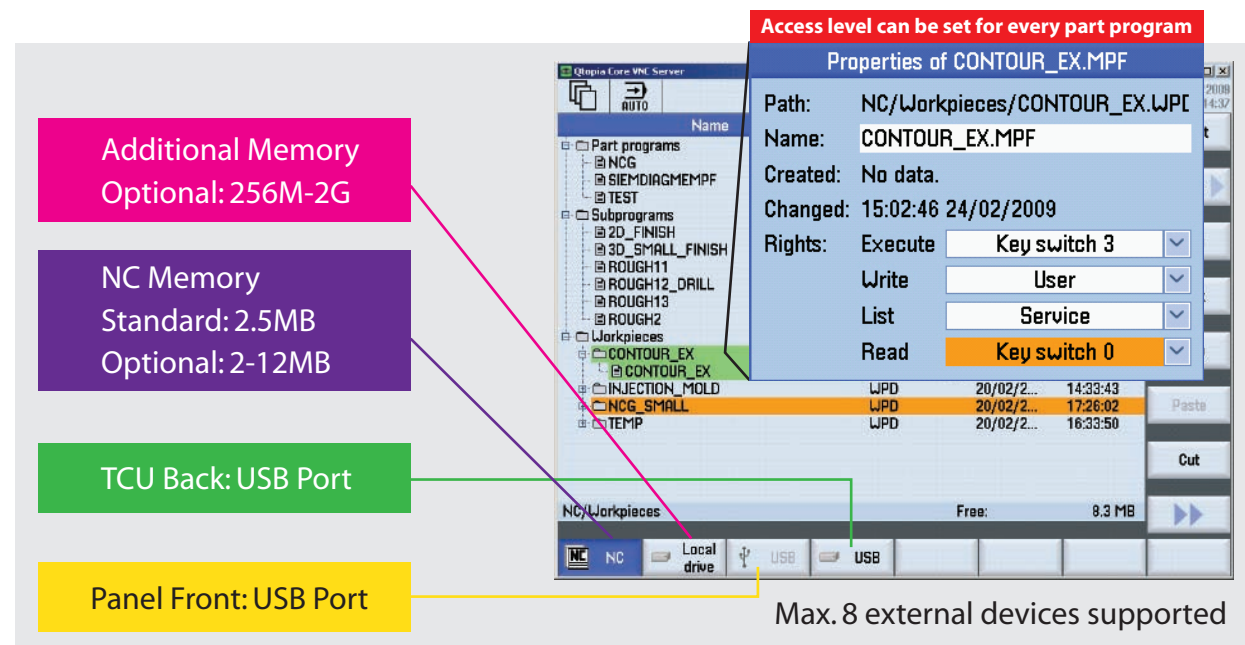 Access level can be set for every part program
Properties of CONTOUR_EX.MPF
Path: NC/Workpieces/CONTOUR_EX.WPD
Name: CONTOUR_EX.MPF
Created: No data.
Changed: 15:02:46 24/02/2009
Rights: Execute Key switch 3
Write User
List Service
Read Key switch 0
Additional Memory
Optional: 256M-2G
NC Memory
Standard: 2.5MB
Optional: 2-12MB
TCU Back: USB Port
Panel Front: USB Port
Qtopia Core VNC Server
2009
14:37
AUTO
Name
Part programs
NCG
SIEMDIAGMEMPF
TEST
Subprograms
2D_FINISH
3D_SMALL_FINISH
ROUGH11
ROUGH12_DRILL
ROUGH13
ROUGH2
Workpieces
CONTOUR_EX
CONTOUR_EX
INJECTION_MOLD WPD 20/02/2... 14:33:43
NCG_SMALL WPD 20/02/2... 17:26:02
TEMP WPD 20/02/2... 16:33:50
Paste
Cut
NC/Workpieces Free: 8.3 MB
NC NC
Local
drive
USB
USB
Max. 8 external devices supported